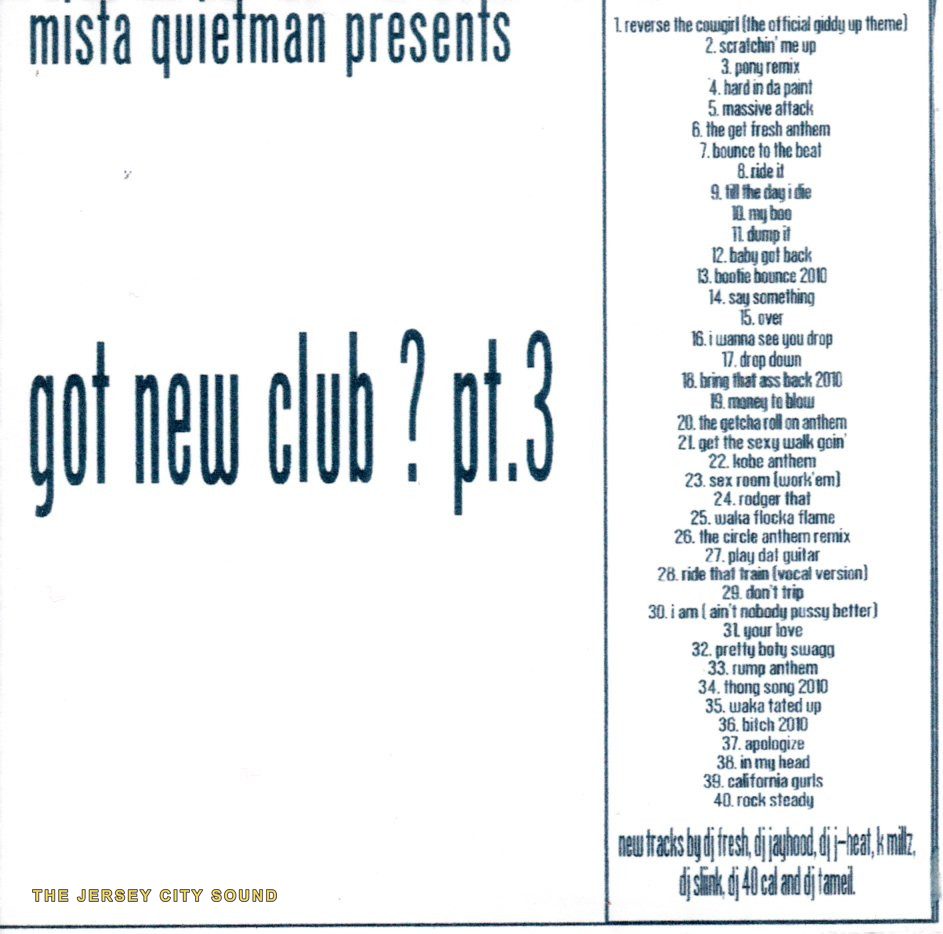 mista quietman presents
got new club ? pt.3
THE JERSEY CITY SOUND
1. reverse the cowgirl (the official giddy up theme)
2. scratchin' me up
3. pony remix
4. hard in da paint
5. massive attack
6. the get fresh anthem
7. bounce to the beat
8. ride it
9. till the day i die
10. my boo
11. dump it
12. baby got back
13. bootie bounce 2010
14. say something
15. over
16. i wanna see you drop
17. drop down
18. bring that ass back 2010
19. money to blow
20. the getcha roll on anthem
21. get the sexy walk goin'
22. kobe anthem
23. sex room (work'em)
24. rodger that
25. waka flocka flame
26. the circle anthem remix
27. play dat guitar
28. ride that train (vocal version)
29. don't trip
30. i am ( ain't nobody pussy better)
31. your love
32. pretty boty swagg
33. rump anthem
34. thong song 2010
35. waka tated up
36. bitch 2010
37. apologize
38. in my head
39. california gurls
40. rock steady
new tracks by dj fresh, dj jayhood, dj j-heat, k millz,
dj sliink, dj 40 cal and dj tameil.